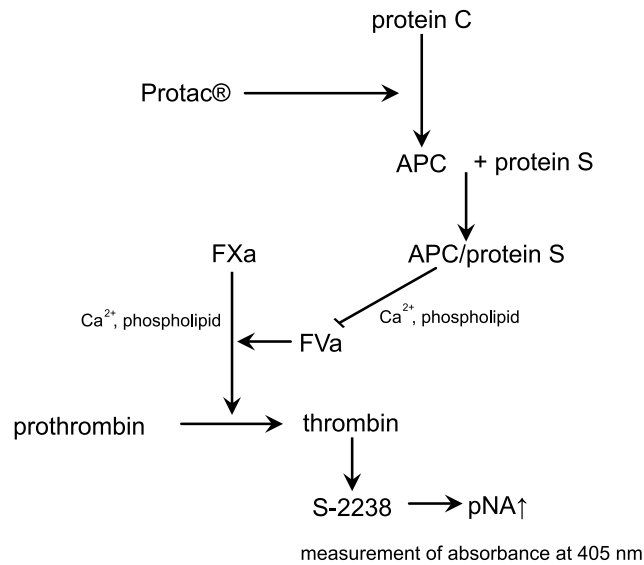 protein C
Protac®
APC + protein S
FXa APC/protein S
Ca²⁺, phospholipid Ca²⁺, phospholipid
FVa
prothrombin thrombin
S-2238 pNA↑
measurement of absorbance at 405 nm